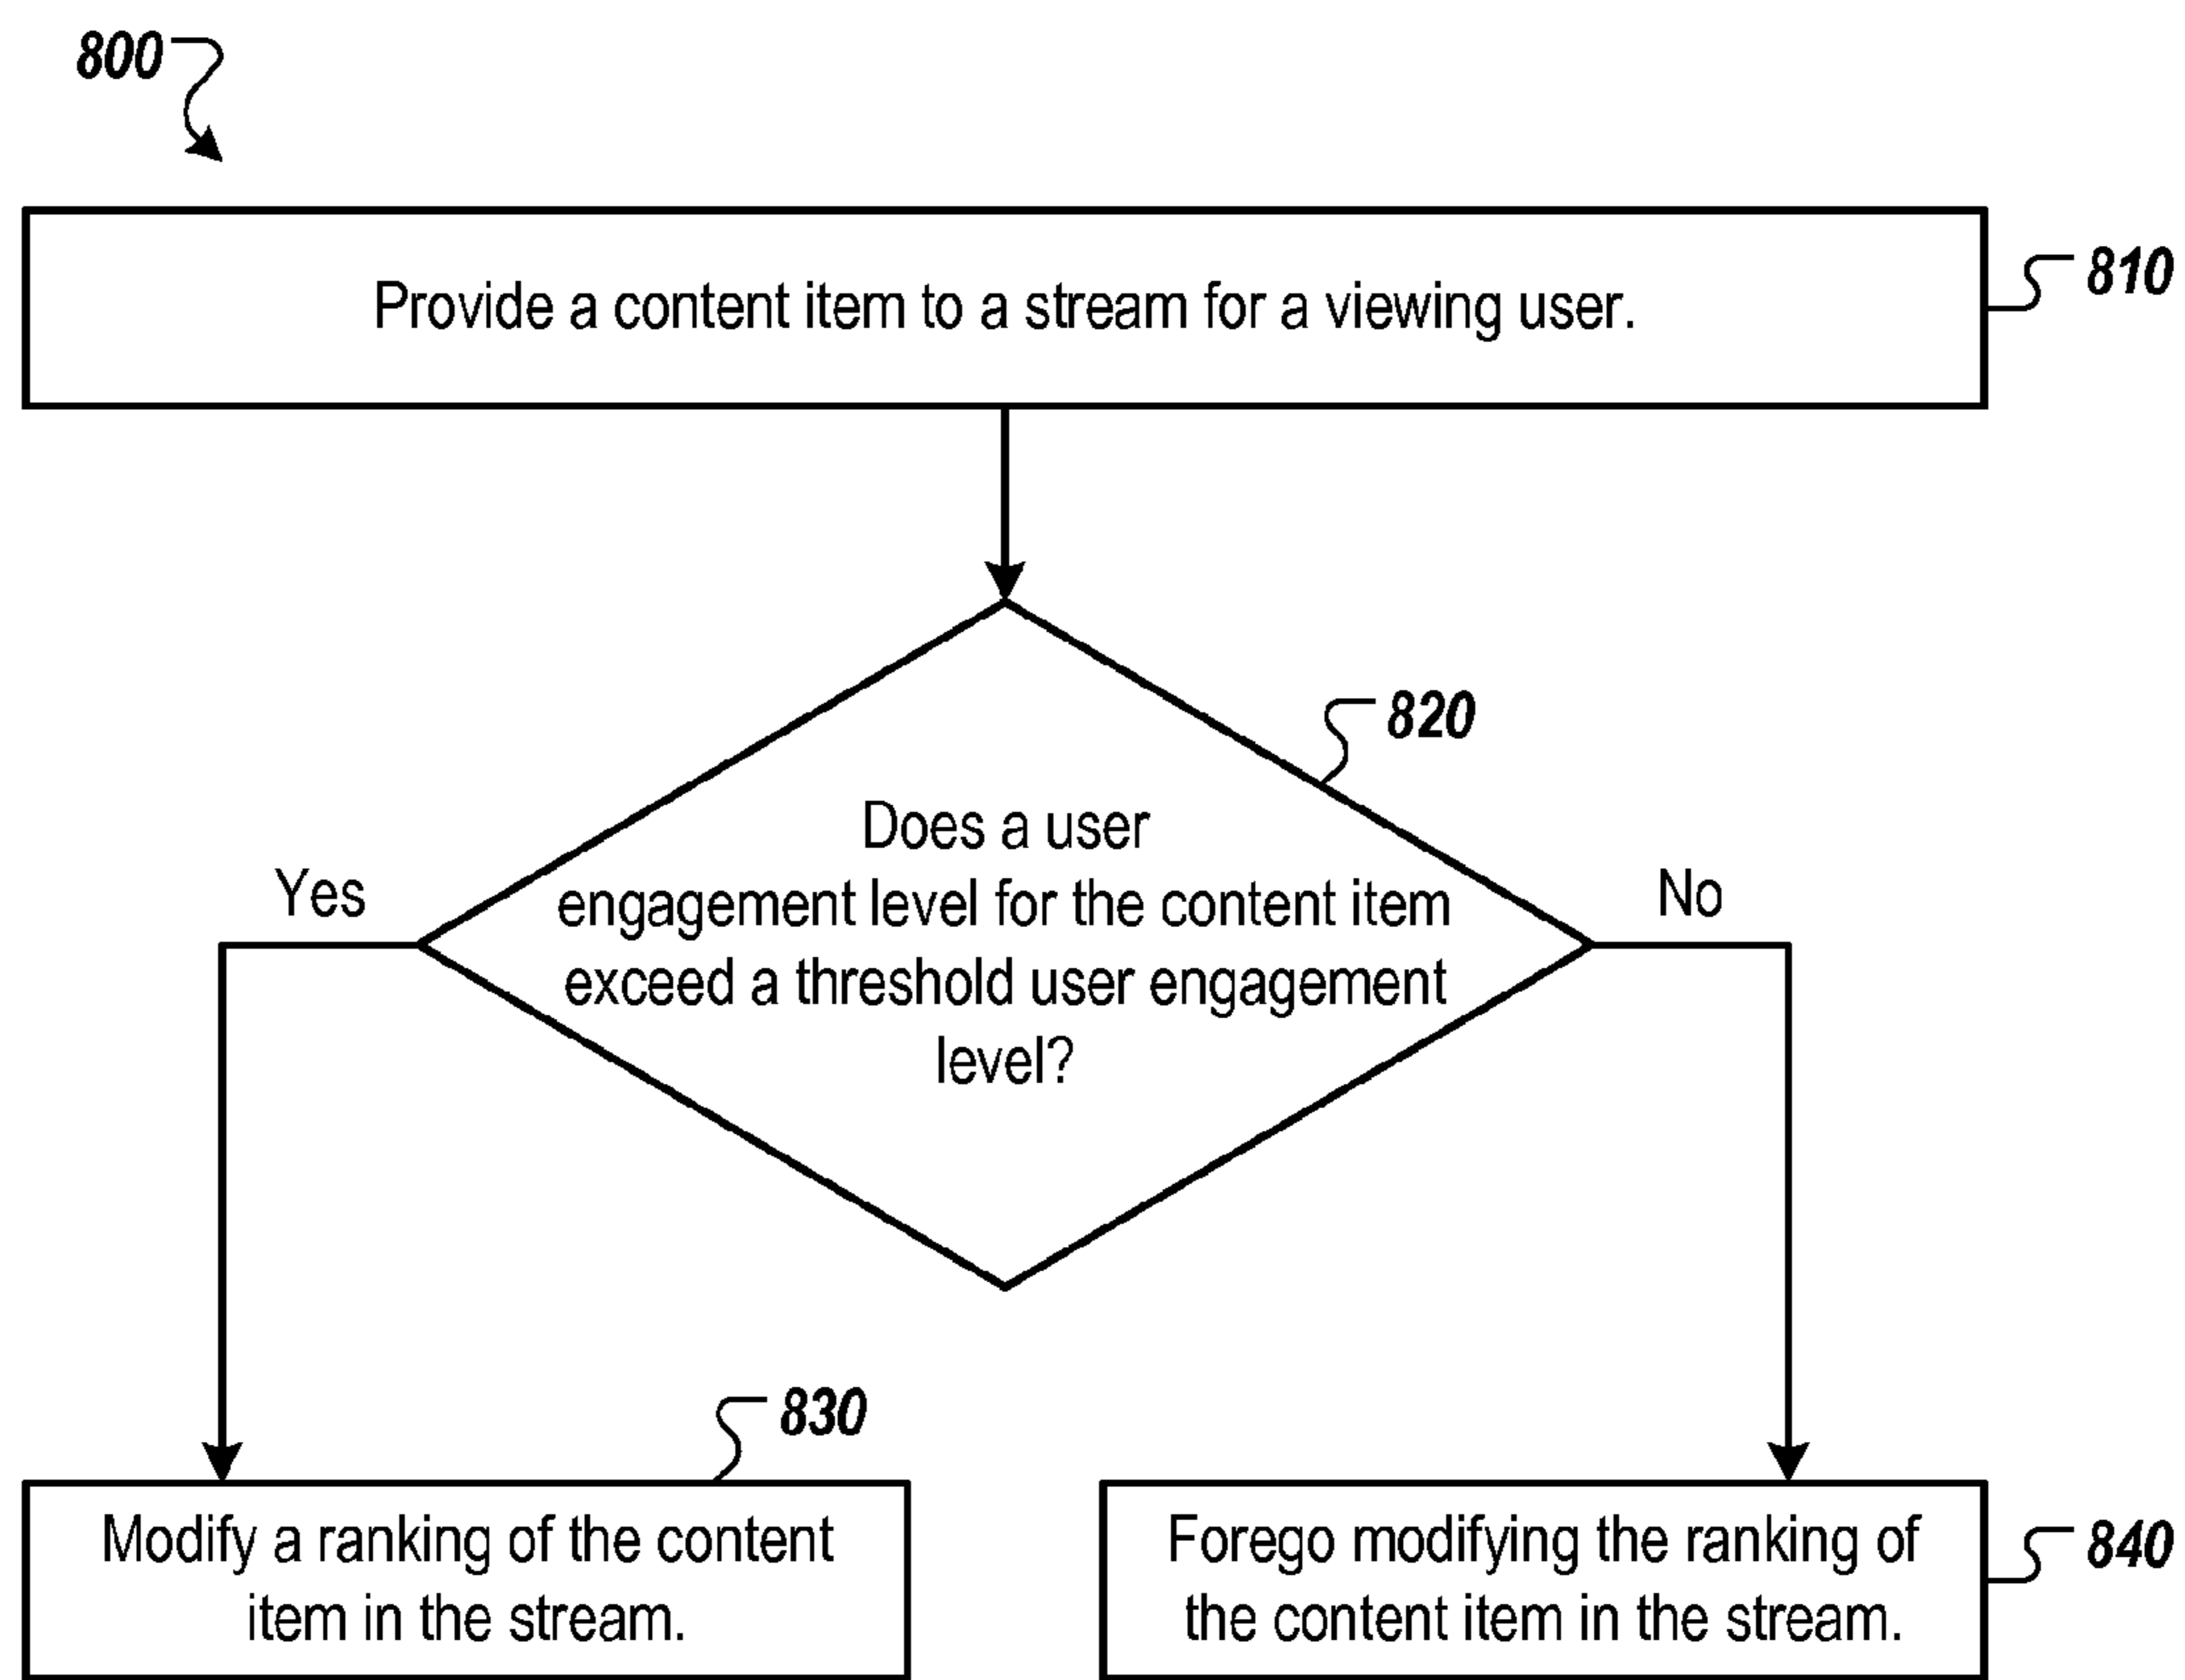 800
Provide a content item to a stream for a viewing user.
810
820
Does a user
engagement level for the content item
exceed a threshold user engagement
level?
Yes
No
830
Modify a ranking of the content
item in the stream.
Forego modifying the ranking of
the content item in the stream.
840